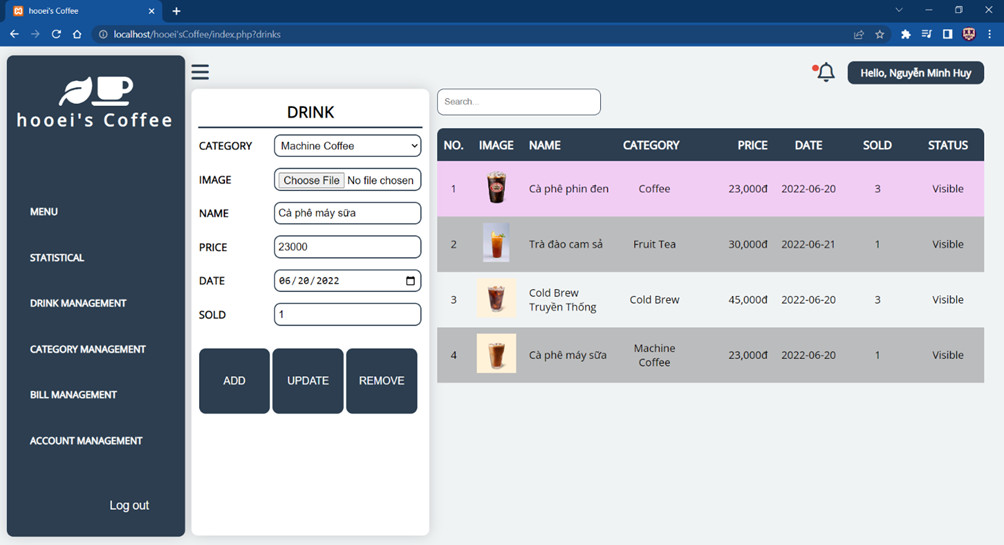 hooei's Coffee
localhost/hooei'sCoffee/index.php?drinks
hooei's Coffee
MENU
STATISTICAL
DRINK MANAGEMENT
CATEGORY MANAGEMENT
BILL MANAGEMENT
ACCOUNT MANAGEMENT
Log out
Hello, Nguyễn Minh Huy
DRINK
CATEGORY Machine Coffee
IMAGE Choose File No file chosen
NAME Cà phê máy sữa
PRICE 23000
DATE 06/20/2022
SOLD 1
ADD UPDATE REMOVE
Search...
NO. IMAGE NAME CATEGORY PRICE DATE SOLD STATUS
1 Cà phê phin đen Coffee 23,000đ 2022-06-20 3 Visible
2 Trà đào cam sả Fruit Tea 30,000đ 2022-06-21 1 Visible
3 Cold Brew Truyền Thống Cold Brew 45,000đ 2022-06-20 3 Visible
4 Cà phê máy sữa Machine Coffee 23,000đ 2022-06-20 1 Visible